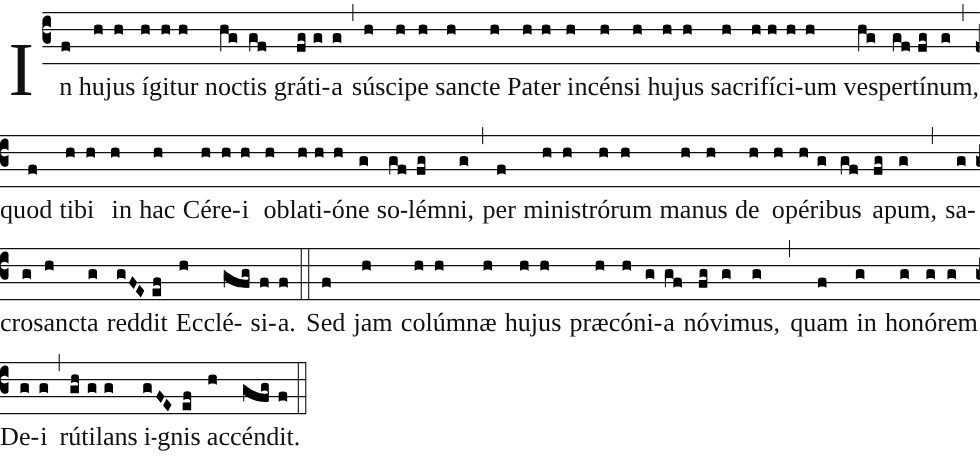 In hujus ígitur noctis gráti-a súscipe sancte Pater incénsi hujus sacrifíci-um vespertínum,
quod tibi in hac Cére-i oblati-óne so-lémni, per ministrórum manus de opéribus apum, sa-
crosancta reddit Ecclé- si-a. Sed jam colúmnæ hujus præcóni-a nóvimus, quam in honórem
De-i rútilans i-gnis accéndit.